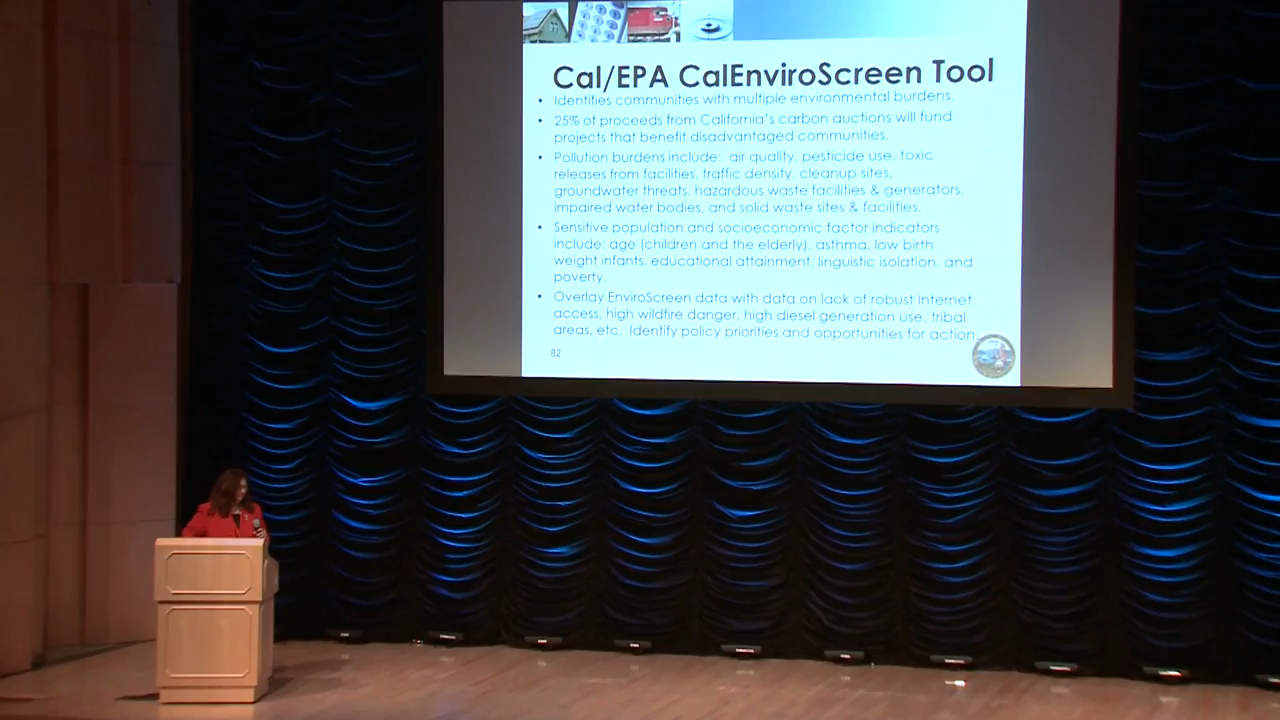 Cal/EPA CalEnviroScreen Tool
• Identifies communities with multiple environmental burdens.
• 25% of proceeds from California's carbon auctions will fund
projects that benefit disadvantaged communities.
• Pollution burdens include: air quality, pesticide use, toxic
releases from facilities, traffic density, cleanup sites,
groundwater threats, hazardous waste facilities & generators,
impaired water bodies, and solid waste sites & facilities.
• Sensitive population and socioeconomic factor indicators
include: age (children and the elderly), asthma, low birth
weight infants, educational attainment, linguistic isolation, and
poverty.
• Overlay EnviroScreen data with data on lack of robust Internet
access, high wildfire danger, high diesel generation use, tribal
areas, etc. Identify policy priorities and opportunities for action.
82